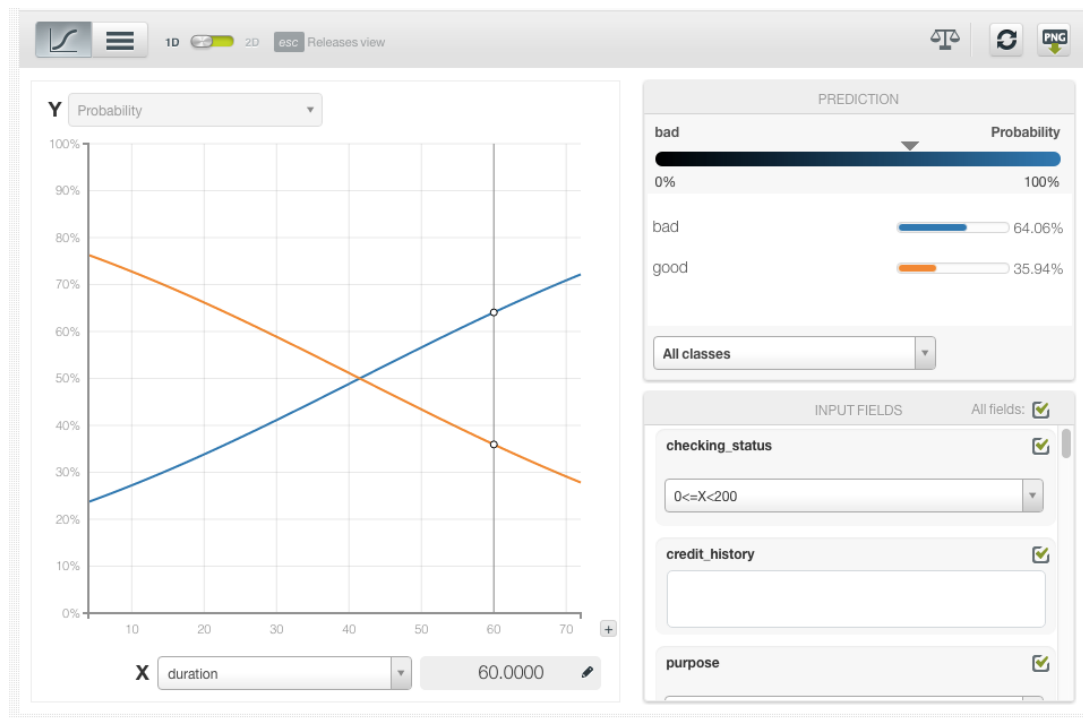 1D 2D esc Releases view PNG
Y Probability
100%
90%
80%
70%
60%
50%
40%
30%
20%
10%
0%
10 20 30 40 50 60 70 +
X duration 60.0000
PREDICTION
bad Probability
0% 100%
bad 64.06%
good 35.94%
All classes
INPUT FIELDS All fields:
checking_status
0<=X<200
credit_history
purpose